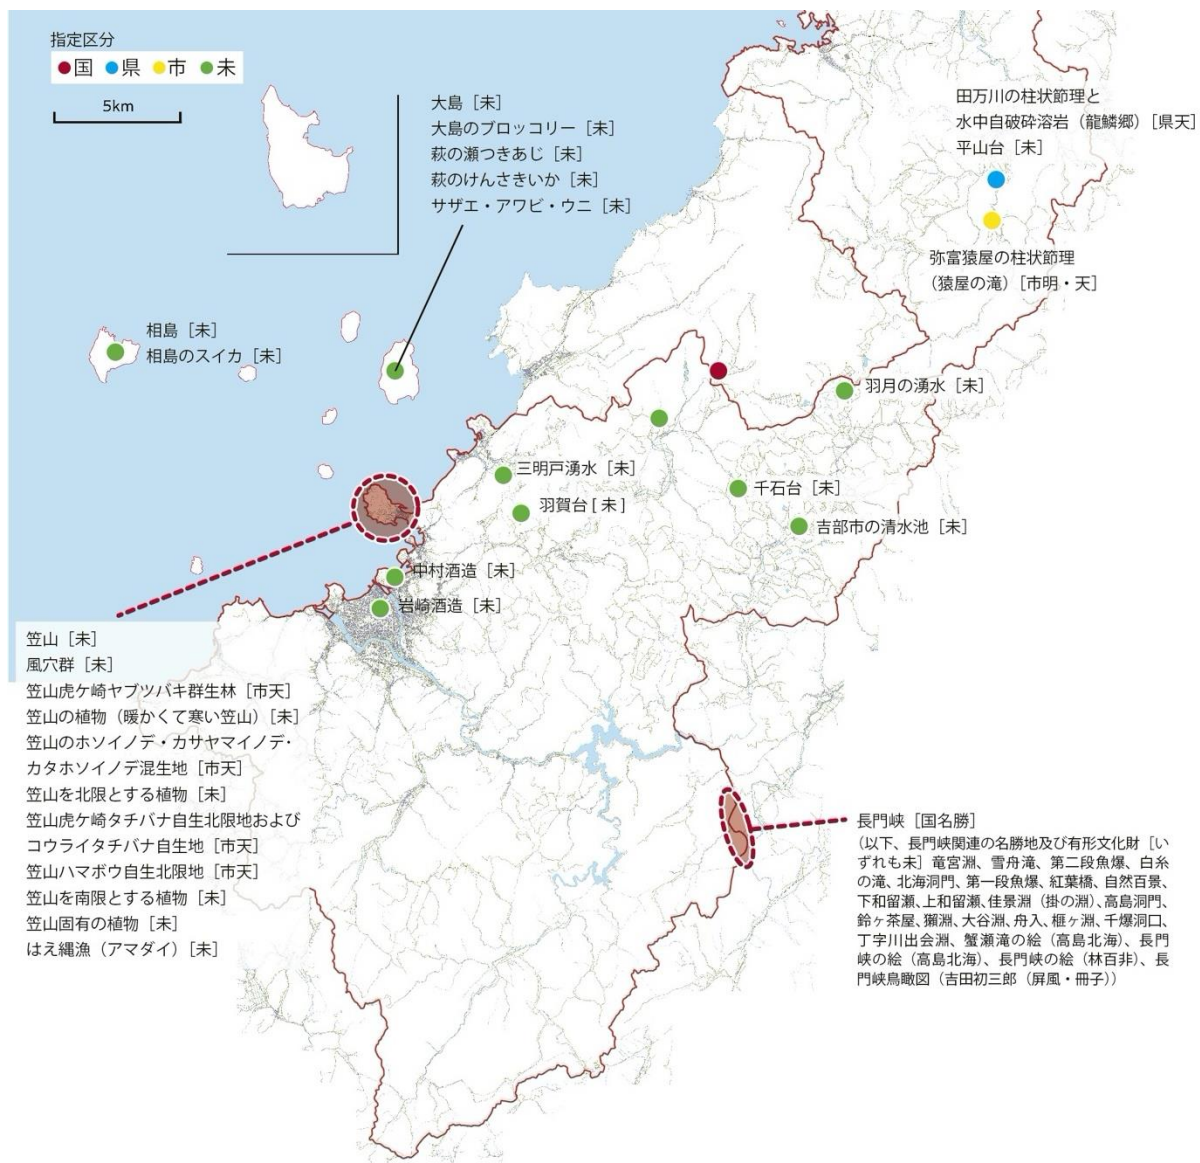 指定区分
●国 ●県 ●市 ●未
5km
大島［未］
大島のブロッコリー［未］
萩の瀬つきあじ［未］
萩のけんさきいか［未］
サザエ・アワビ・ウニ［未］
田万川の柱状節理と
水中自破砕溶岩（龍鱗郷）［県天］
平山台［未］
弥富猿屋の柱状節理
（猿屋の滝）［市明・天］
相島［未］
相島のスイカ［未］
羽月の湧水［未］
三明戸湧水［未］
千石台［未］
羽賀台 [ 未 ]
吉部市の清水池［未］
中村酒造［未］
岩崎酒造［未］
笠山［未］
風穴群［未］
笠山虎ケ崎ヤブツバキ群生林［市天］
笠山の植物（暖かくて寒い笠山）［未］
笠山のホソイノデ・カサヤマイノデ・
カタホソイノデ混生地［市天］
笠山を北限とする植物［未］
笠山虎ケ崎タチバナ自生北限地および
コウライタチバナ自生地［市天］
笠山ハマボウ自生北限地［市天］
笠山を南限とする植物［未］
笠山固有の植物［未］
はえ縄漁（アマダイ）［未］
長門峡［国名勝］
（以下、長門峡関連の名勝地及び有形文化財［い
ずれも未］竜宮淵、雪舟滝、第二段魚爆、白糸
の滝、北海洞門、第一段魚爆、紅葉橋、自然百景、
下和留瀬、上和留瀬、佳景淵（掛の淵）、高島洞門、
鈴ヶ茶屋、獺淵、大谷淵、舟入、榧ヶ淵、千爆洞口、
丁字川出会淵、蟹瀬滝の絵（高島北海）、長門
峡の絵（高島北海）、長門峡の絵（林百非）、長
門峡鳥瞰図（吉田初三郎（屏風・冊子））